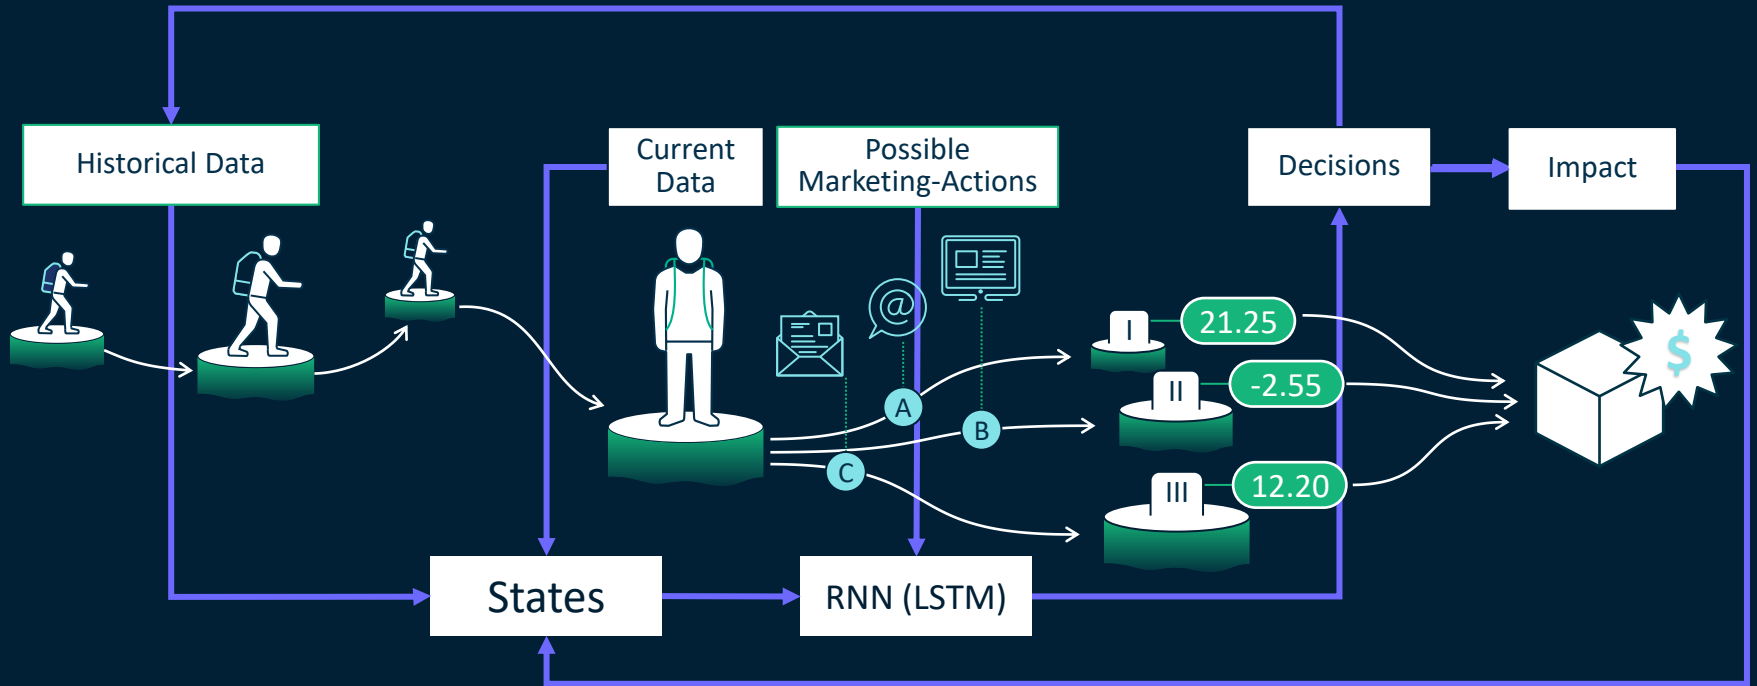 Historical Data
Current
Data
Possible
Marketing-Actions
Decisions
Impact
@
I
21.25
$
II
-2.55
A
B
C
III
12.20
States
RNN (LSTM)